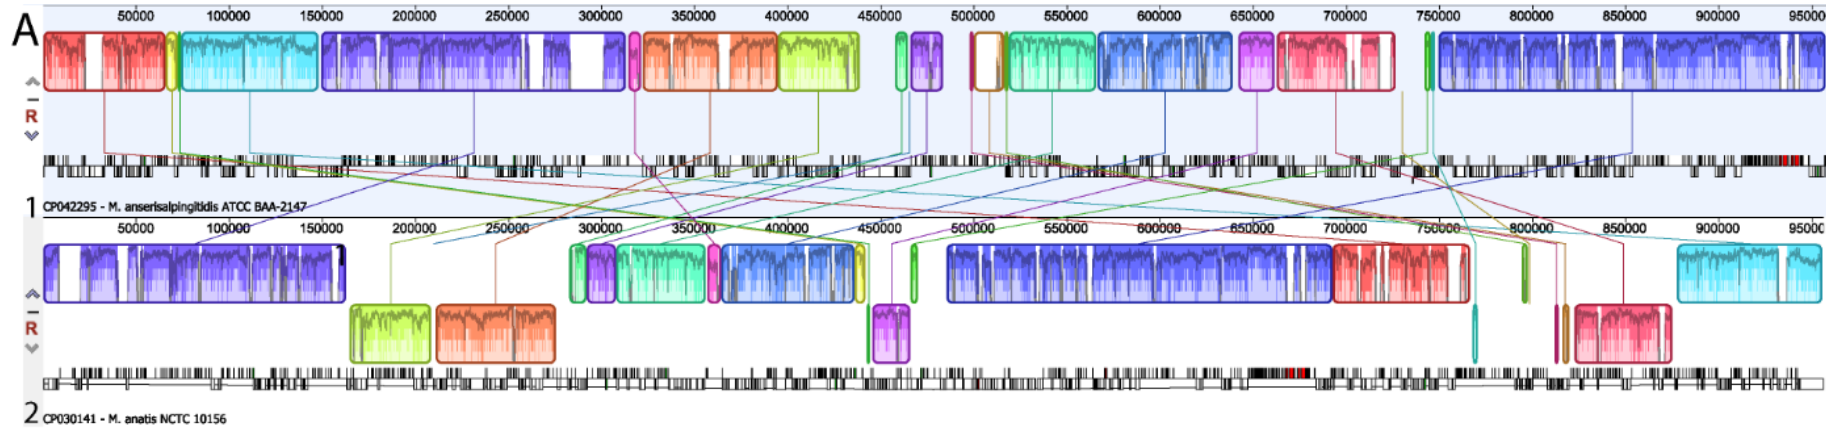 A
50000 100000 150000 200000 250000 300000 350000 400000 450000 500000 550000 600000 650000 700000 750000 800000 850000 900000 95000
R
1 CP042295 - M. anserisalpingitidis ATCC BAA-2147
50000 100000 150000 200000 250000 300000 350000 400000 450000 500000 550000 600000 650000 700000 750000 800000 850000 900000 95000
R
2 CP030141 - M. anatis NCTC 10156